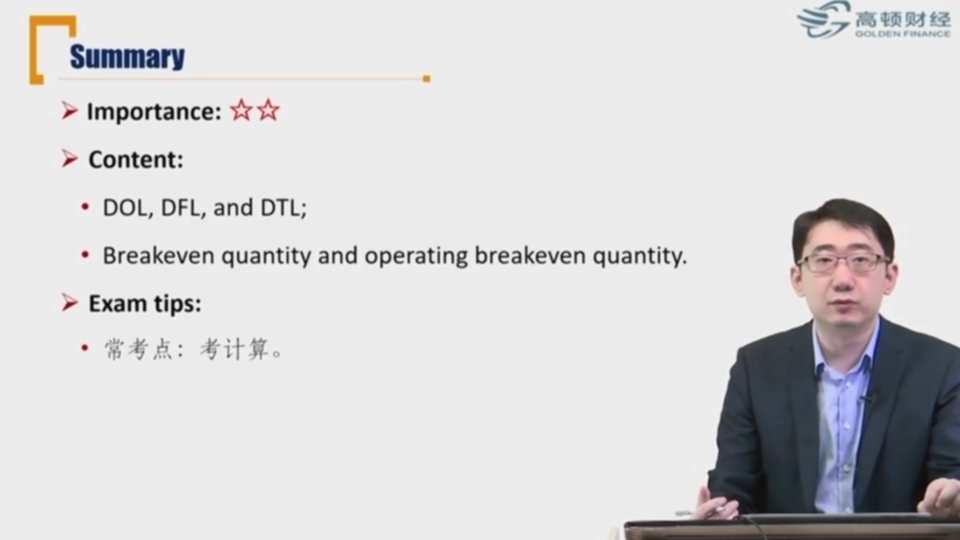 高顿财经
GOLDEN FINANCE
Summary
Importance: ☆☆
Content:
DOL, DFL, and DTL;
Breakeven quantity and operating breakeven quantity.
Exam tips:
常考点：考计算。